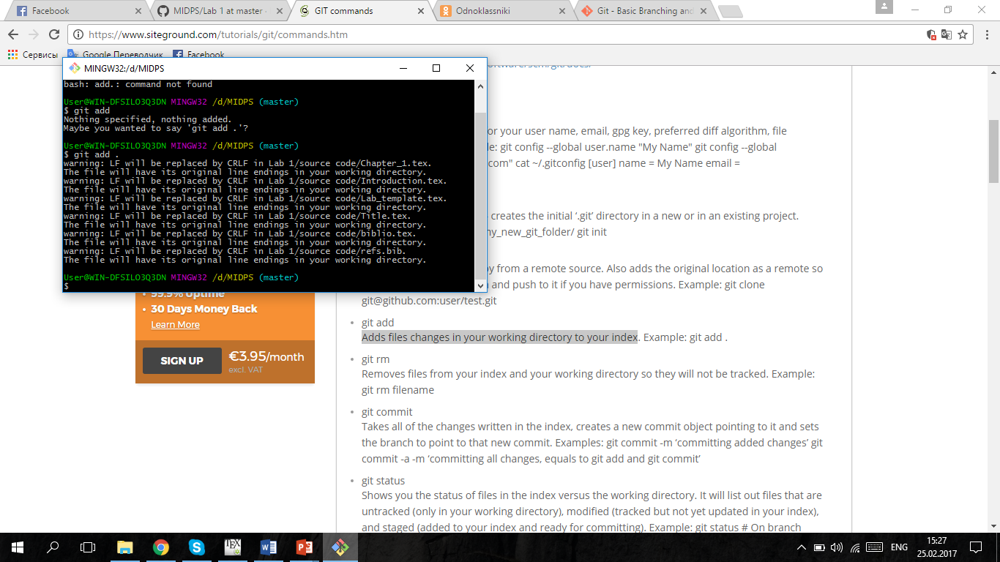 Facebook
MIDPS/Lab 1 at master
GIT commands
Odnoklassniki
Git - Basic Branching and
https://www.siteground.com/tutorials/git/commands.htm
Сервисы
Google Переводчик
Facebook
MINGW32:/d/MIDPS
bash: add.: command not found
User@WIN-DFSILO3Q3DN MINGW32 /d/MIDPS (master)
$ git add
Nothing specified, nothing added.
Maybe you wanted to say 'git add .'?
User@WIN-DFSILO3Q3DN MINGW32 /d/MIDPS (master)
$ git add .
warning: LF will be replaced by CRLF in Lab 1/source code/Chapter_1.tex.
The file will have its original line endings in your working directory.
warning: LF will be replaced by CRLF in Lab 1/source code/Introduction.tex.
The file will have its original line endings in your working directory.
warning: LF will be replaced by CRLF in Lab 1/source code/Lab_template.tex.
The file will have its original line endings in your working directory.
warning: LF will be replaced by CRLF in Lab 1/source code/Title.tex.
The file will have its original line endings in your working directory.
warning: LF will be replaced by CRLF in Lab 1/source code/biblio.tex.
The file will have its original line endings in your working directory.
warning: LF will be replaced by CRLF in Lab 1/source code/refs.bib.
The file will have its original line endings in your working directory.
User@WIN-DFSILO3Q3DN MINGW32 /d/MIDPS (master)
$
or your user name, email, gpg key, preferred diff algorithm, file
le: git config --global user.name "My Name" git config --global
com" cat ~/.gitconfig [user] name = My Name email =
creates the initial ‘.git’ directory in a new or in an existing project.
ny_new_git_folder/ git init
y from a remote source. Also adds the original location as a remote so
and push to it if you have permissions. Example: git clone
git@github.com:user/test.git
• git add
Adds files changes in your working directory to your index. Example: git add .
• git rm
Removes files from your index and your working directory so they will not be tracked. Example:
git rm filename
• git commit
Takes all of the changes written in the index, creates a new commit object pointing to it and sets
the branch to point to that new commit. Examples: git commit -m ‘committing added changes’ git
commit -a -m ‘committing all changes, equals to git add and git commit’
• git status
Shows you the status of files in the index versus the working directory. It will list out files that are
untracked (only in your working directory), modified (tracked but not yet updated in your index),
and staged (added to your index and ready for committing). Example: git status # On branch
• 99.9% Uptime
• 30 Days Money Back
Learn More
SIGN UP
€3.95/month
excl. VAT
TEX
ENG
15:27
25.02.2017